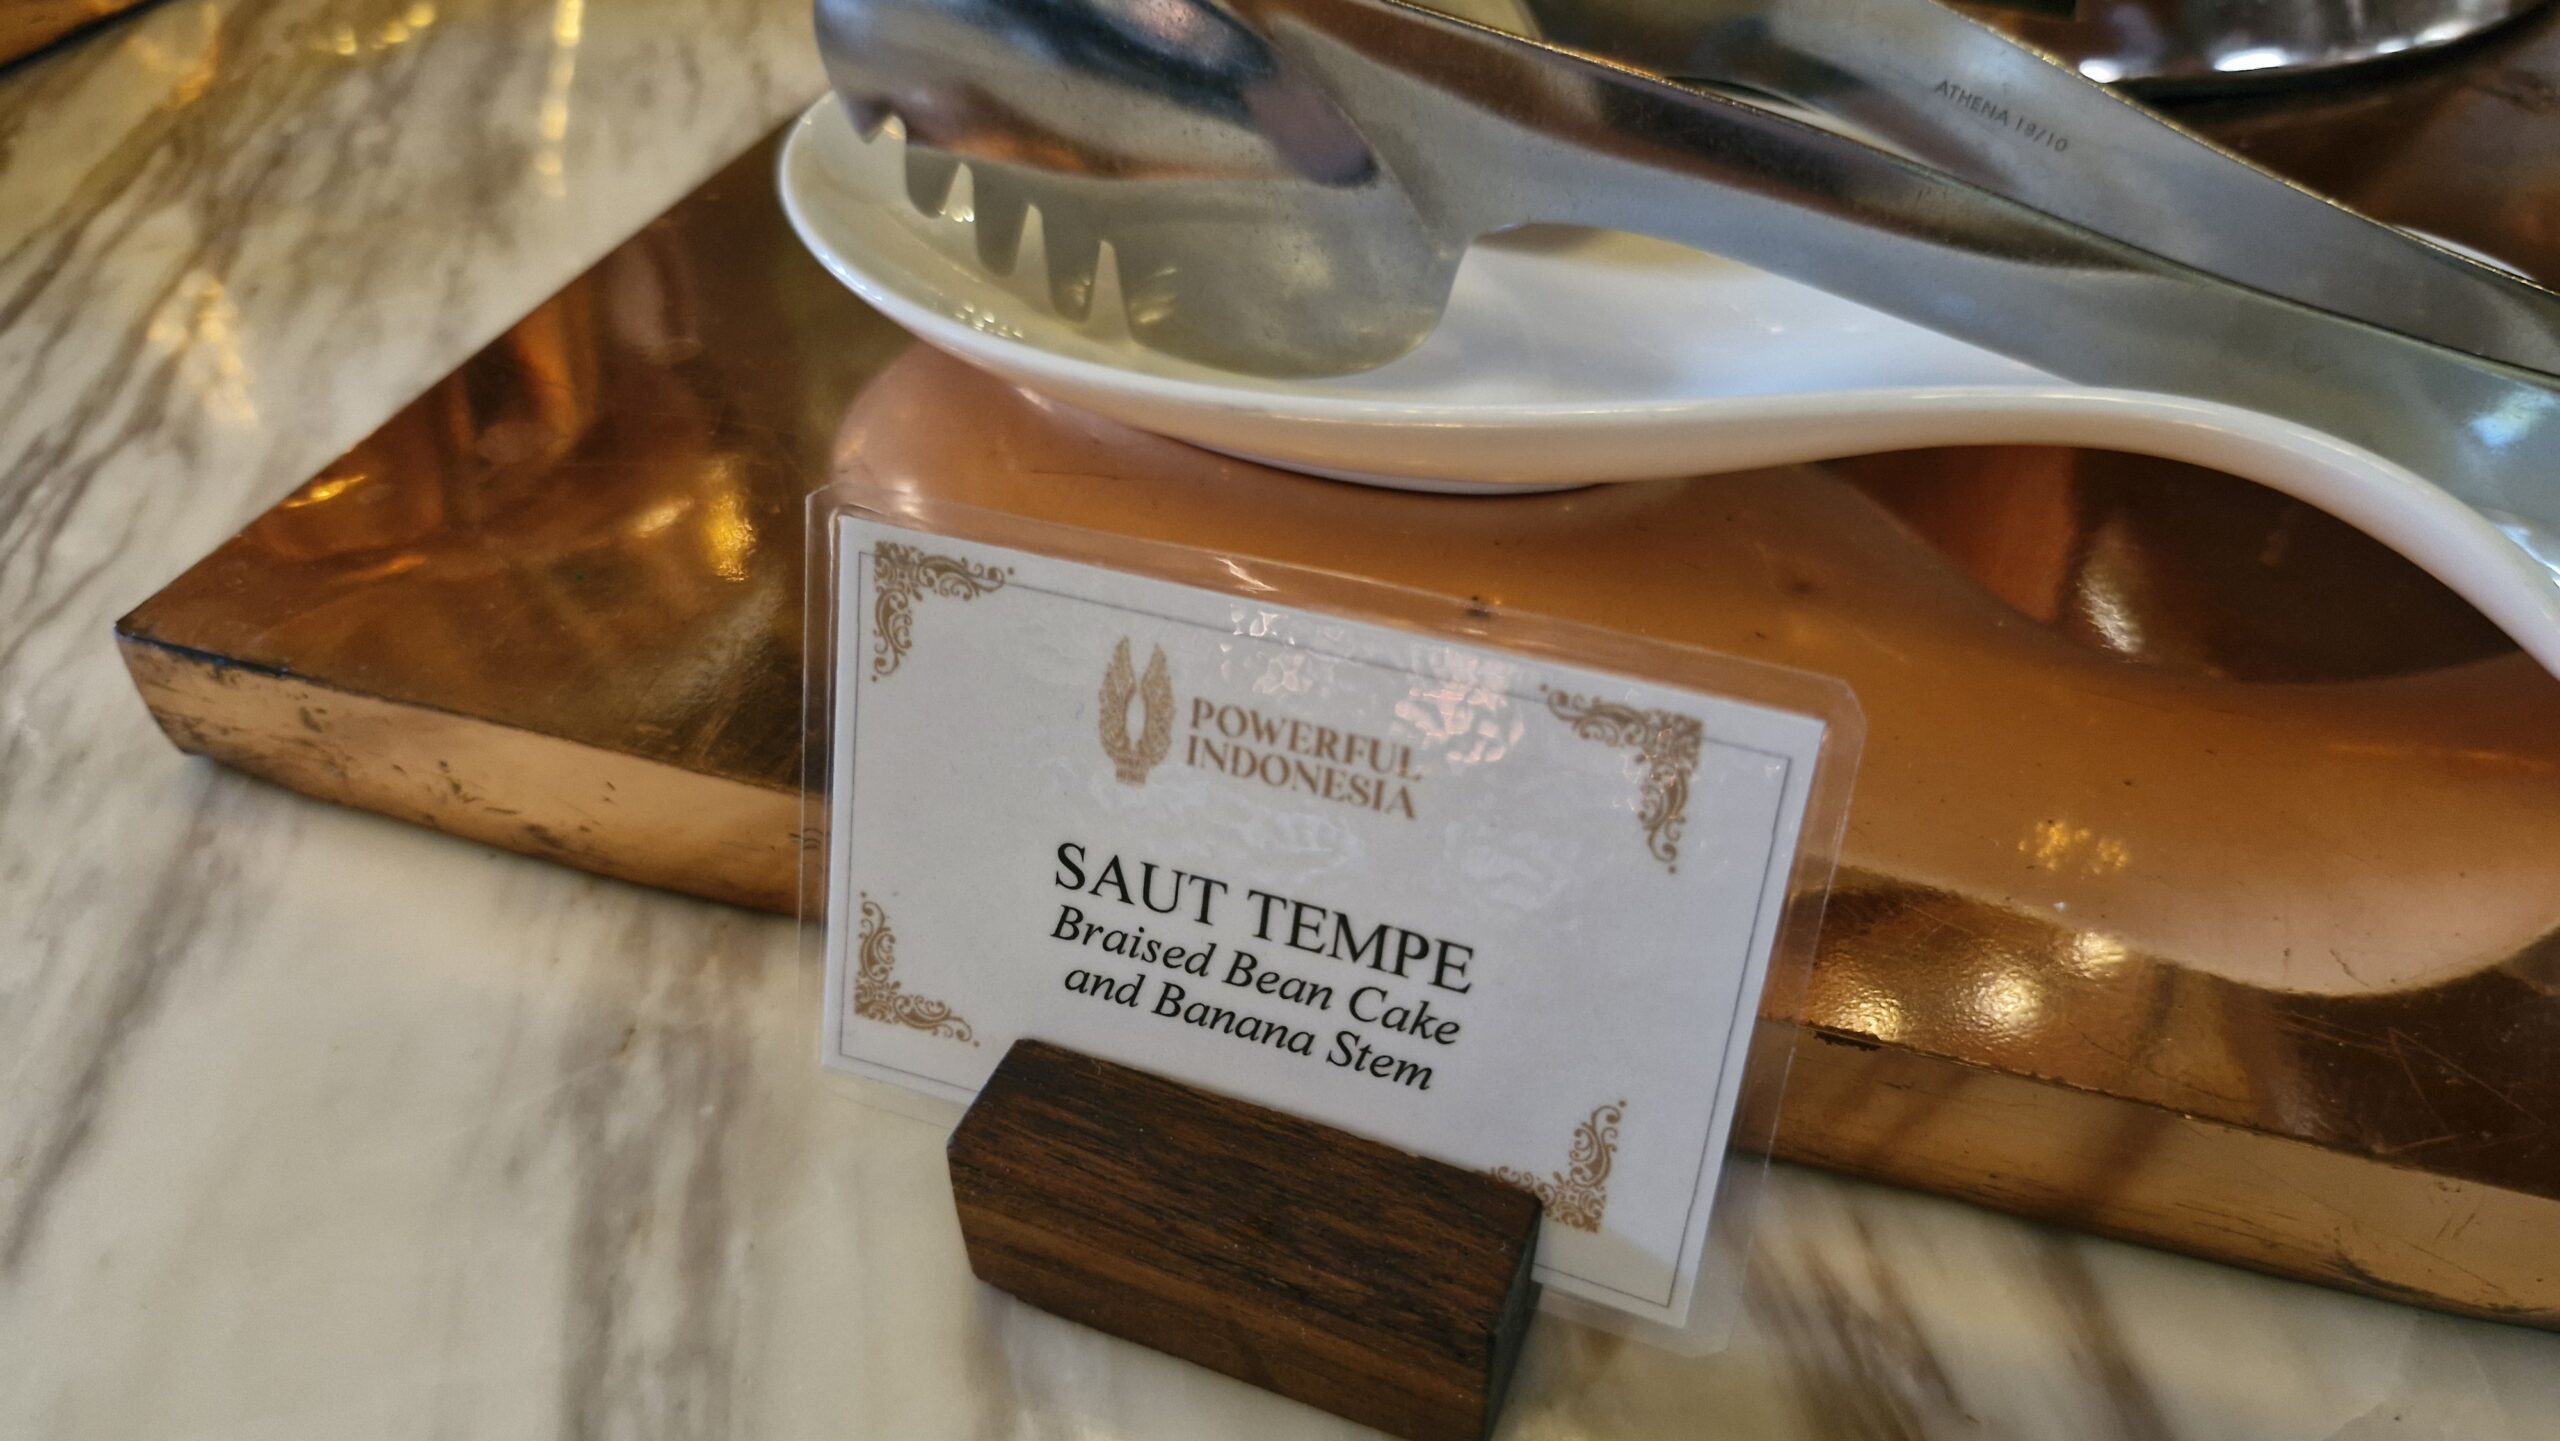 ATHENA 18/10
POWERFUL
INDONESIA
SAUT TEMPE
Braised Bean Cake
and Banana Stem